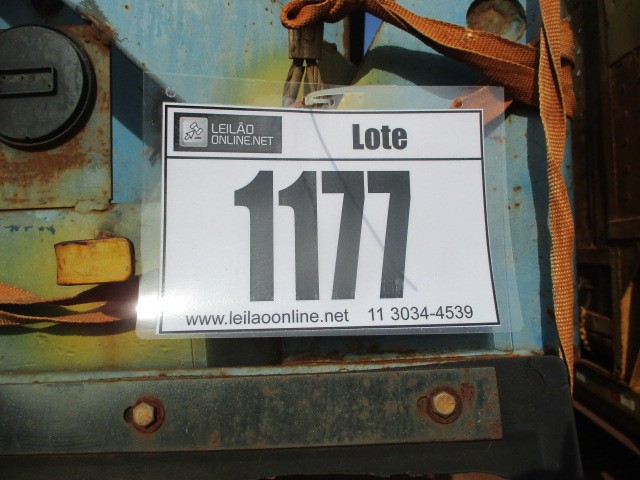 LEILÃO
ONLINE.NET
Lote
1177
www.leilaoonline.net 11 3034-4539